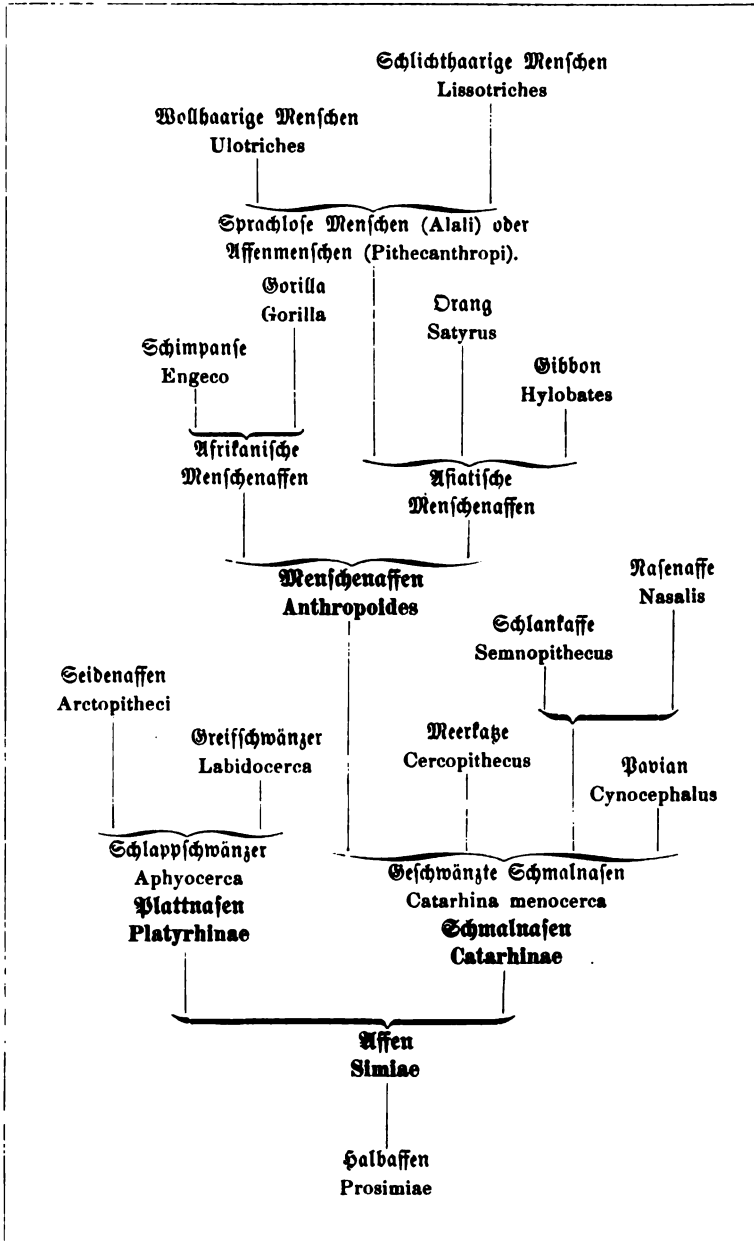 Schlichthaarige Menschen
Lissotriches
Wollhaarige Menschen
Ulotriches
Sprachlose Menschen (Alali) oder
Affenmenschen (Pithecanthropi).
Gorilla
Gorilla
Orang
Satyrus
Schimpanse
Engeco
Gibbon
Hylobates
Afrikanische
Menschenaffen
Asiatische
Menschenaffen
Menschenaffen
Anthropoides
Nasenaffe
Nasalis
Schlankaffe
Semnopithecus
Seidenaffen
Arctopitheci
Greifschwänzer
Labidocerca
Meerkatze
Cercopithecus
Pavian
Cynocephalus
Schlappschwänzer
Aphyocerca
Plattnasen
Platyrhinae
Geschwänzte Schmalnasen
Catarhina menocerca
Schmalnasen
Catarhinae
Affen
Simiae
Halbaffen
Prosimiae